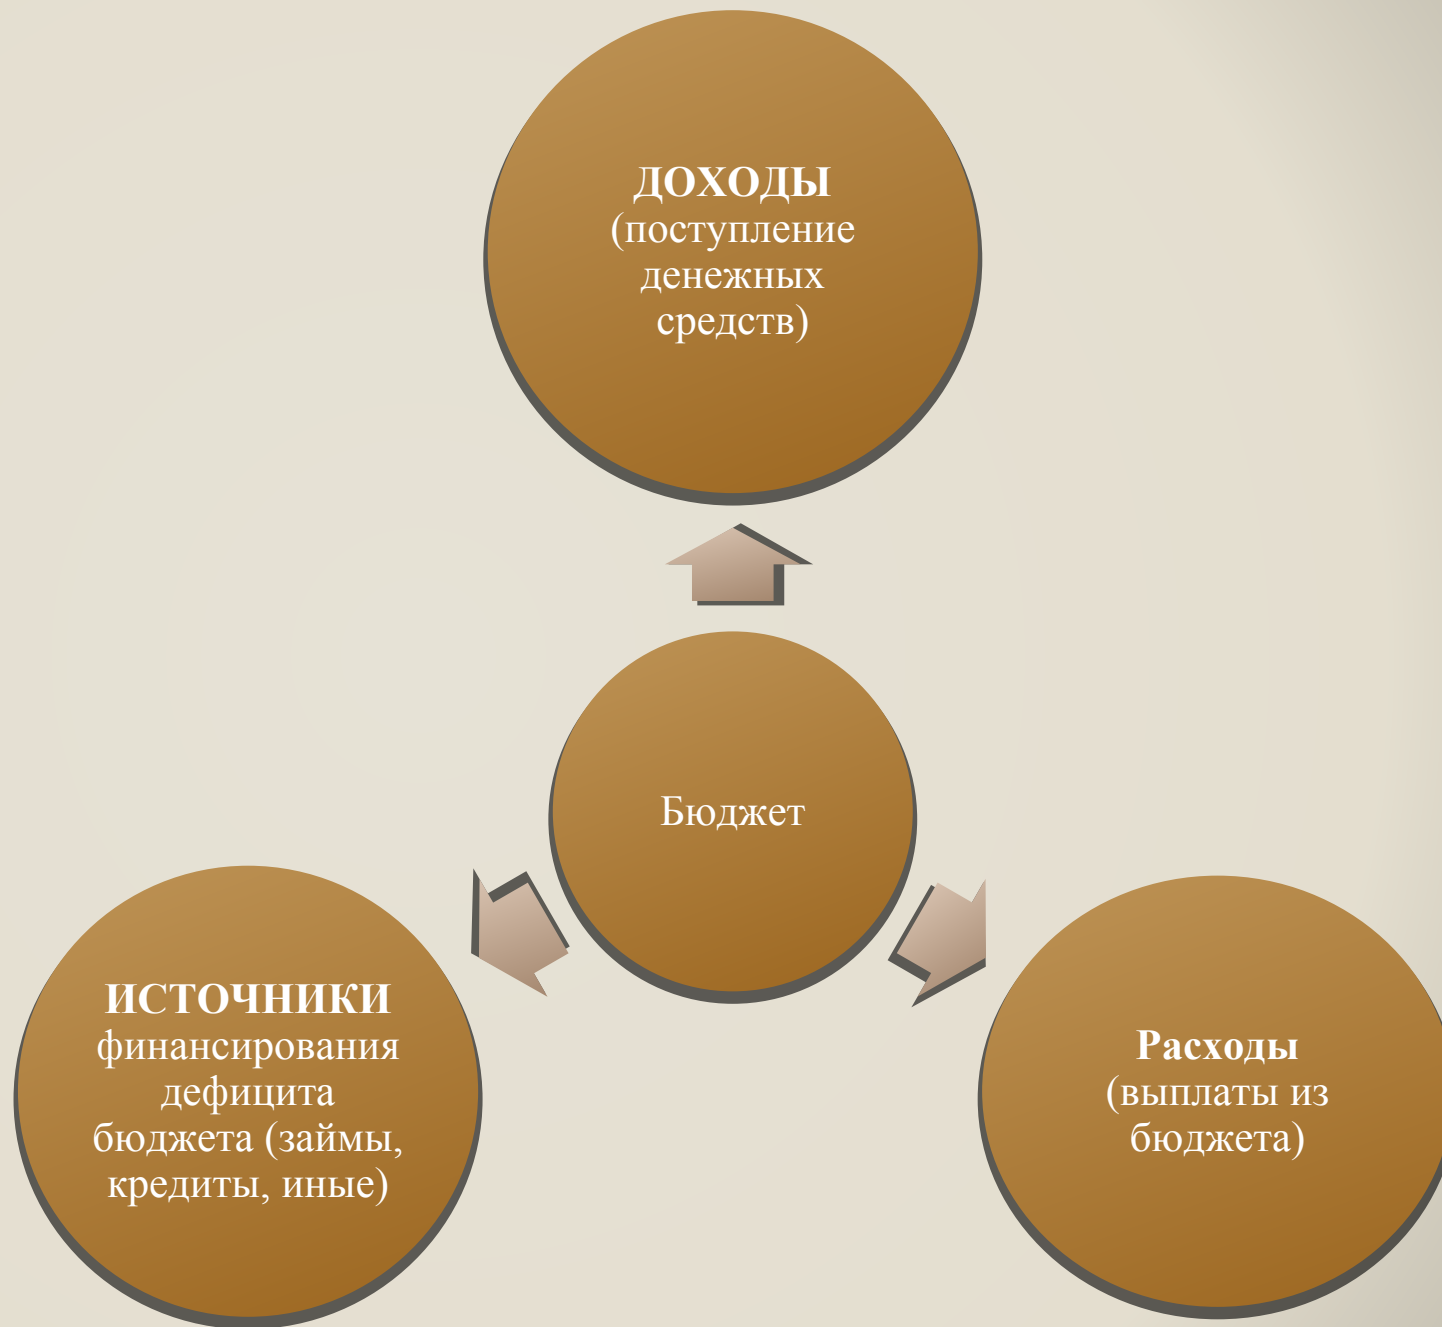 ДОХОДЫ
(поступление
денежных
средств)
Бюджет
ИСТОЧНИКИ
финансирования
дефицита
бюджета (займы,
кредиты, иные)
Расходы
(выплаты из
бюджета)